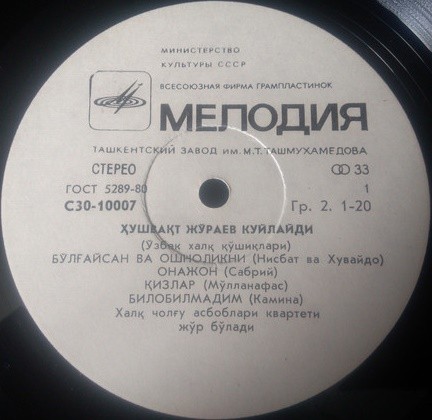 МИНИСТЕРСТВО
КУЛЬТУРЫ СССР
ВСЕСОЮЗНАЯ ФИРМА ГРАМПЛАСТИНОК
МЕЛОДИЯ
ТАШКЕНТСКИЙ ЗАВОД ИМ. М.Т. ТАШМУҲАМЕДОВА
СТЕРЕО 33
ГОСТ 5289-80 1
С30-10007 Гр. 2. 1-20
ҲУШВАҚТ ЖЎРАЕВ КУЙЛАЙДИ
(Ўзбек халқ қўшиқлари)
БЎЛҒАЙСАН ВА ОШНОЛИКНИ (Нисбат ва Хувайдо)
ОНАЖОН (Сабрий)
ҚИЗЛАР (Мўлланафас)
БИЛОБИЛМАДИМ (Камина)
Халқ чолғу асбоблари квартети
жўр бўлади